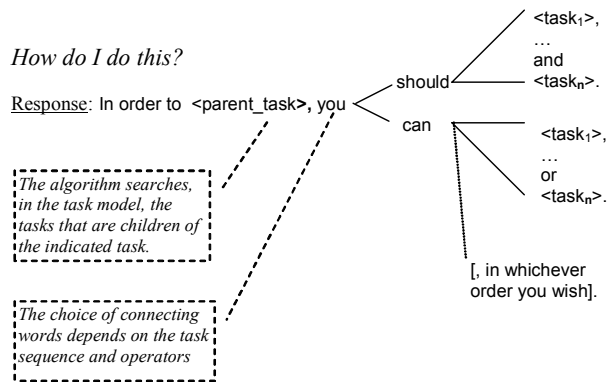 How do I do this?
Response: In order to <parent_task>, you
should
<task1>,
…
and
<taskn>.
can
<task1>,
…
or
<taskn>.
[, in whichever
order you wish].
The algorithm searches,
in the task model, the
tasks that are children of
the indicated task.
The choice of connecting
words depends on the task
sequence and operators